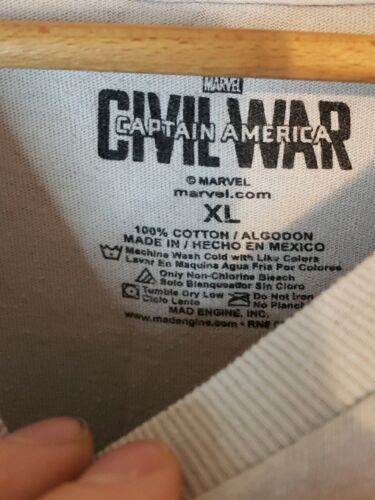 MARVEL
CIVIL WAR
CAPTAIN AMERICA
© MARVEL
marvel.com
XL
100% COTTON / ALGODON
MADE IN / HECHO EN MEXICO
Machine Wash Cold with Like Colors
Lavar En Maquina Agua Fria Por Colores
Only Non-Chlorine Bleach
Solo Blanqueador Sin Cloro
Tumble Dry Low Do Not Iron
Ciclo Lento No Planch
MAD ENGINE, INC.
www.madengine.com - RN#